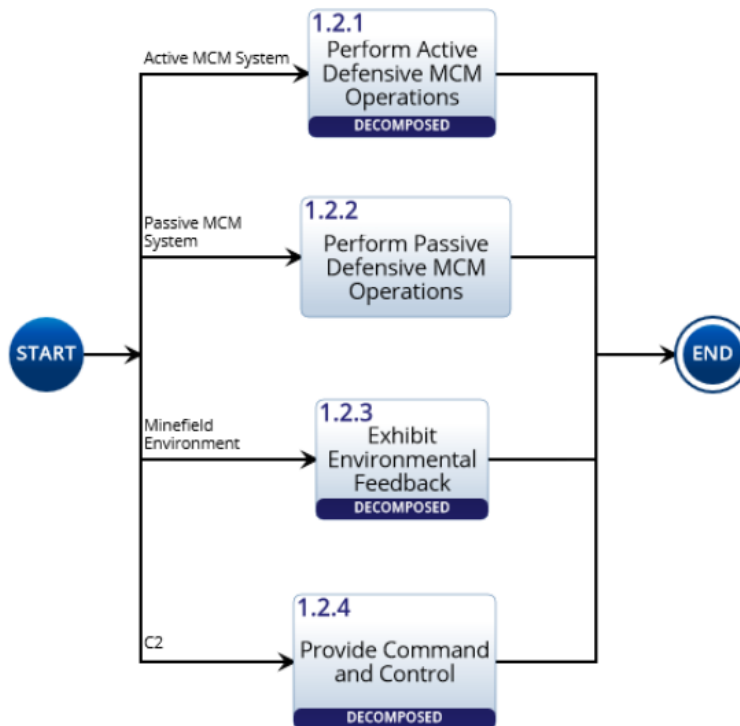 1.2.1
Active MCM System
Perform Active
Defensive MCM
Operations
DECOMPOSED
1.2.2
Passive MCM
System
Perform Passive
Defensive MCM
Operations
START
END
1.2.3
Minefield
Environment
Exhibit
Environmental
Feedback
DECOMPOSED
1.2.4
C2
Provide Command
and Control
DECOMPOSED